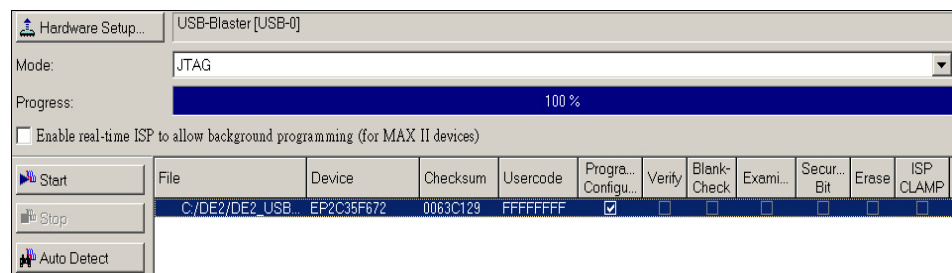 Hardware Setup... USB-Blaster [USB-0]
Mode: JTAG
Progress: 100 %
Enable real-time ISP to allow background programming (for MAX II devices)
Start
Stop
Auto Detect
File Device Checksum Usercode Progra... Configu... Verify Blank-Check Exami... Secur... Bit Erase ISP CLAMP
C:/DE2/DE2_USB... EP2C35F672 0063C129 FFFFFFFF